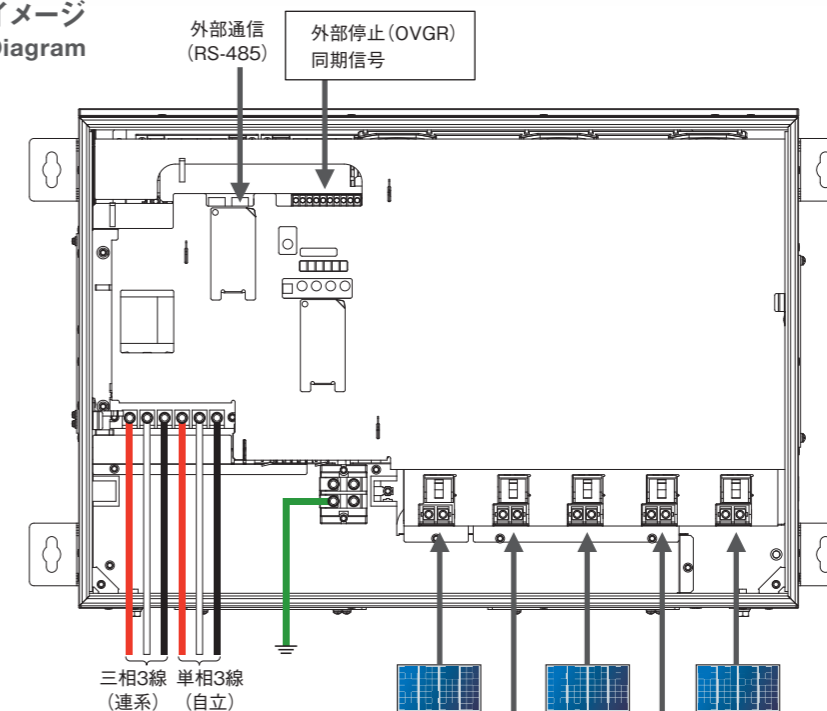 イメージ
Diagram
外部通信
(RS-485)
外部停止(OVGR)
同期信号
三相3線
(連系)
単相3線
(自立)